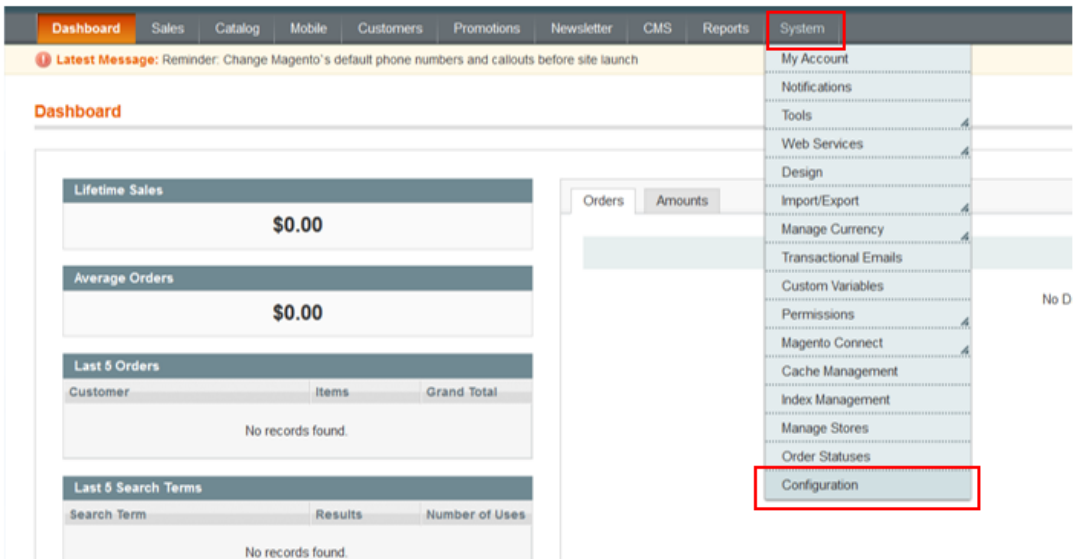 Dashboard Sales Catalog Mobile Customers Promotions Newsletter CMS Reports System
Latest Message: Reminder: Change Magento`s default phone numbers and callouts before site launch
Dashboard
Lifetime Sales
$0.00
Average Orders
$0.00
Last 5 Orders
Customer Items Grand Total
No records found.
Last 5 Search Terms
Search Term Results Number of Uses
No records found.
Orders Amounts
No D
My Account
Notifications
Tools
Web Services
Design
Import/Export
Manage Currency
Transactional Emails
Custom Variables
Permissions
Magento Connect
Cache Management
Index Management
Manage Stores
Order Statuses
Configuration